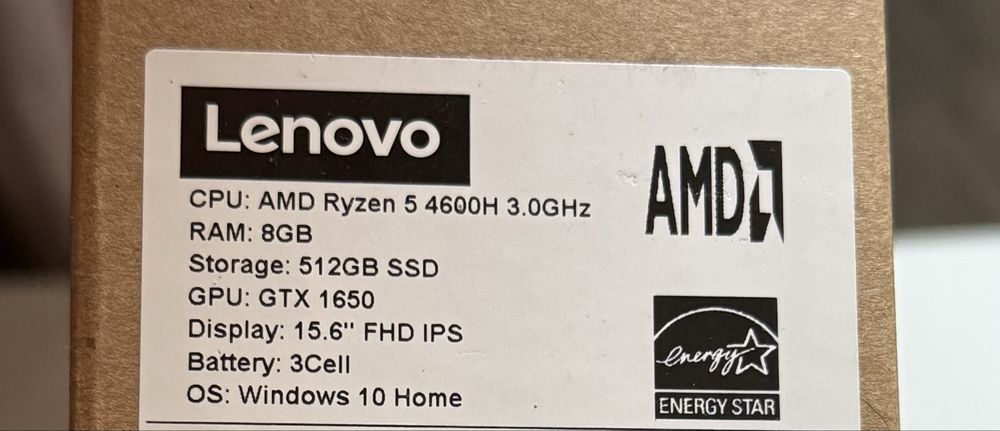 Lenovo
AMD
CPU: AMD Ryzen 5 4600H 3.0GHz
RAM: 8GB
Storage: 512GB SSD
GPU: GTX 1650
Display: 15.6" FHD IPS
Battery: 3Cell
OS: Windows 10 Home
energy
ENERGY STAR